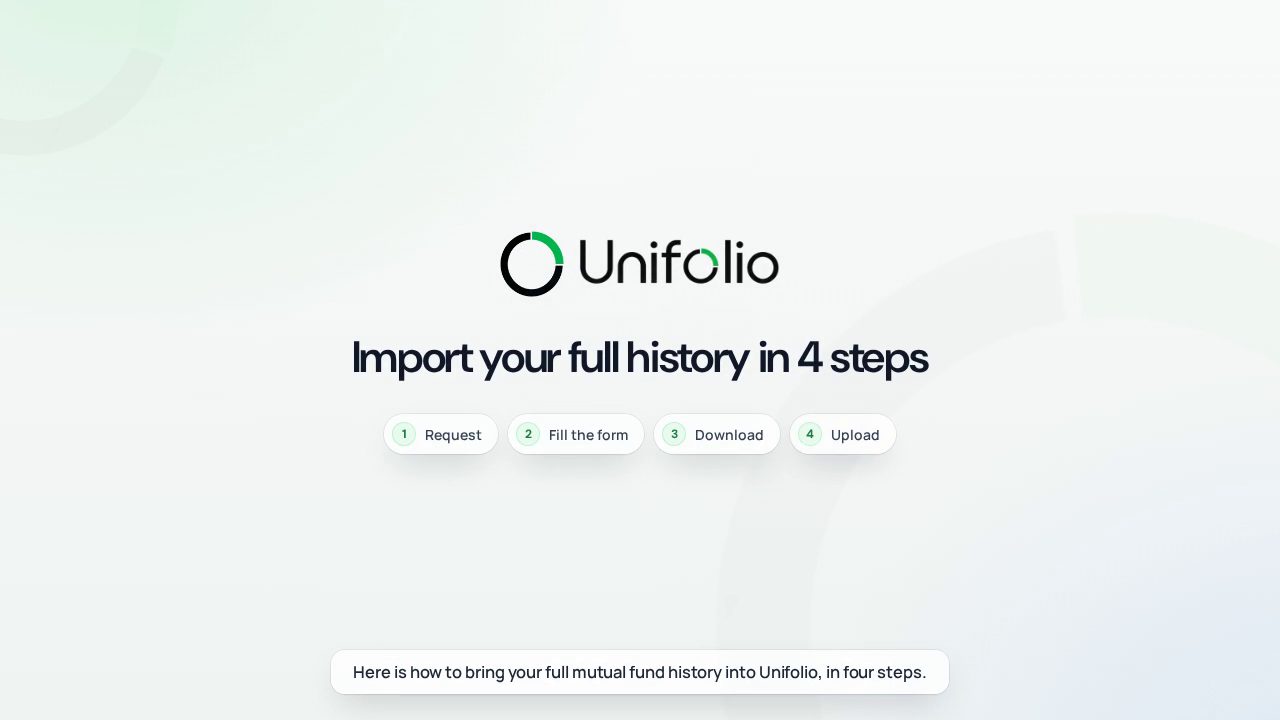 Unifolio
Import your full history in 4 steps
1 Request
2 Fill the form
3 Download
4 Upload
Here is how to bring your full mutual fund history into Unifolio, in four steps.